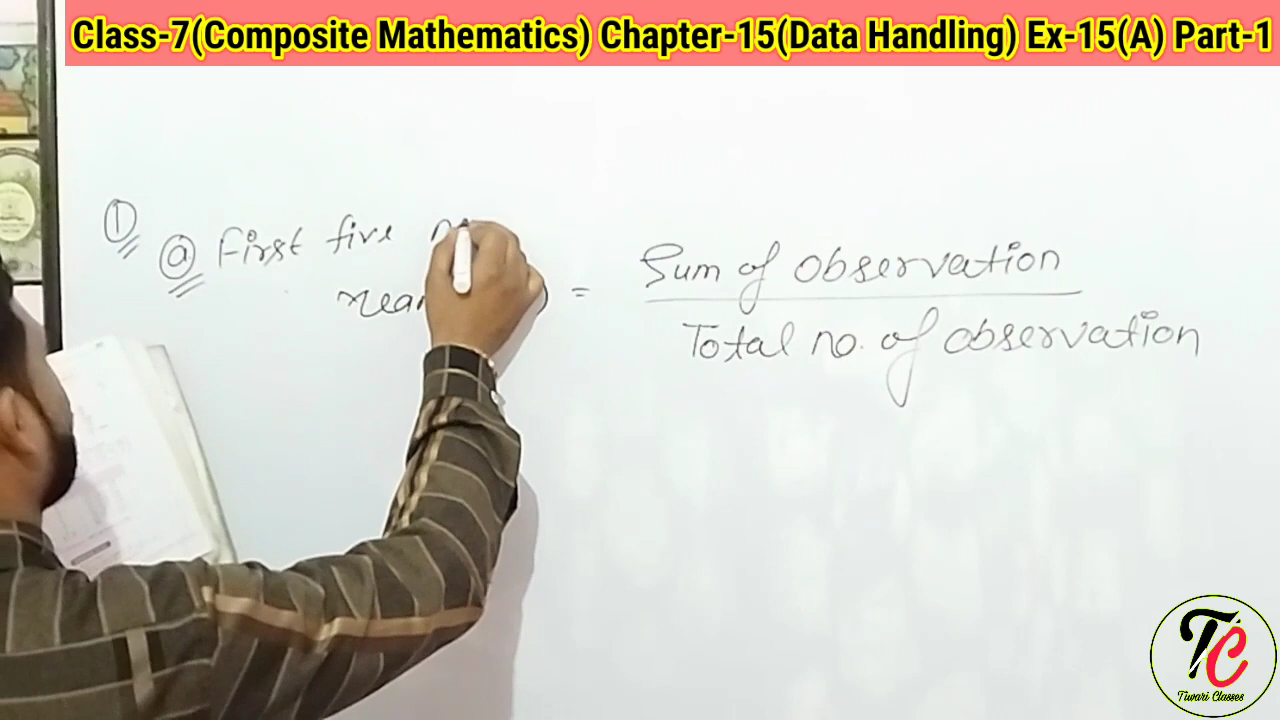 Class-7(Composite Mathematics) Chapter-15(Data Handling) Ex-15(A) Part-1
① ⓐ First five
= Sum of observation
Total no. of observation
TC
Tiwari Classes